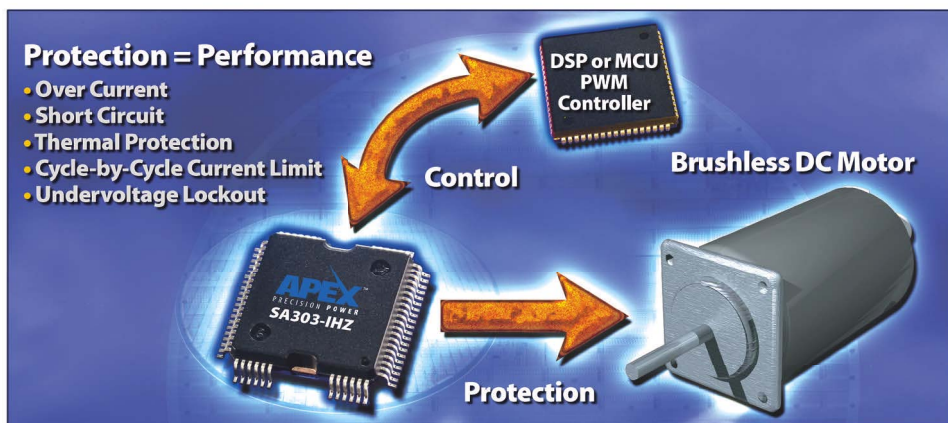 Protection = Performance
• Over Current
• Short Circuit
• Thermal Protection
• Cycle-by-Cycle Current Limit
• Undervoltage Lockout
DSP or MCU
PWM
Controller
Control
Brushless DC Motor
APEX™
PRECISION POWER
SA303-IHZ
Protection